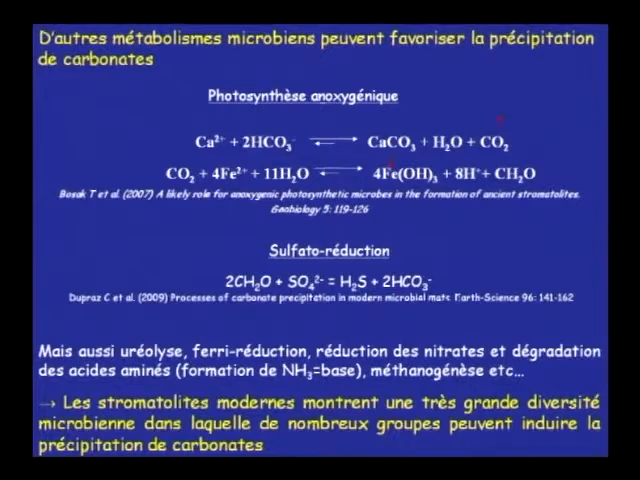 D'autres métabolismes microbiens peuvent favoriser la précipitation
de carbonates
Photosynthèse anoxygénique
Ca²⁺ + 2HCO₃⁻ ⇌ CaCO₃ + H₂O + CO₂
CO₂ + 4Fe²⁺ + 11H₂O ⇌ 4Fe(OH)₃ + 8H⁺+ CH₂O
Bosak T et al. (2007) A likely role for anoxygenic photosynthetic microbes in the formation of ancient stromatolites.
Geobiology 5: 119-126
Sulfato-réduction
2CH₂O + SO₄²⁻ = H₂S + 2HCO₃⁻
Dupraz C et al. (2009) Processes of carbonate precipitation in modern microbial mats Earth-Science 96: 141-162
Mais aussi uréolyse, ferri-réduction, réduction des nitrates et dégradation
des acides aminés (formation de NH₃=base), méthanogénèse etc…
→ Les stromatolites modernes montrent une très grande diversité
microbienne dans laquelle de nombreux groupes peuvent induire la
précipitation de carbonates